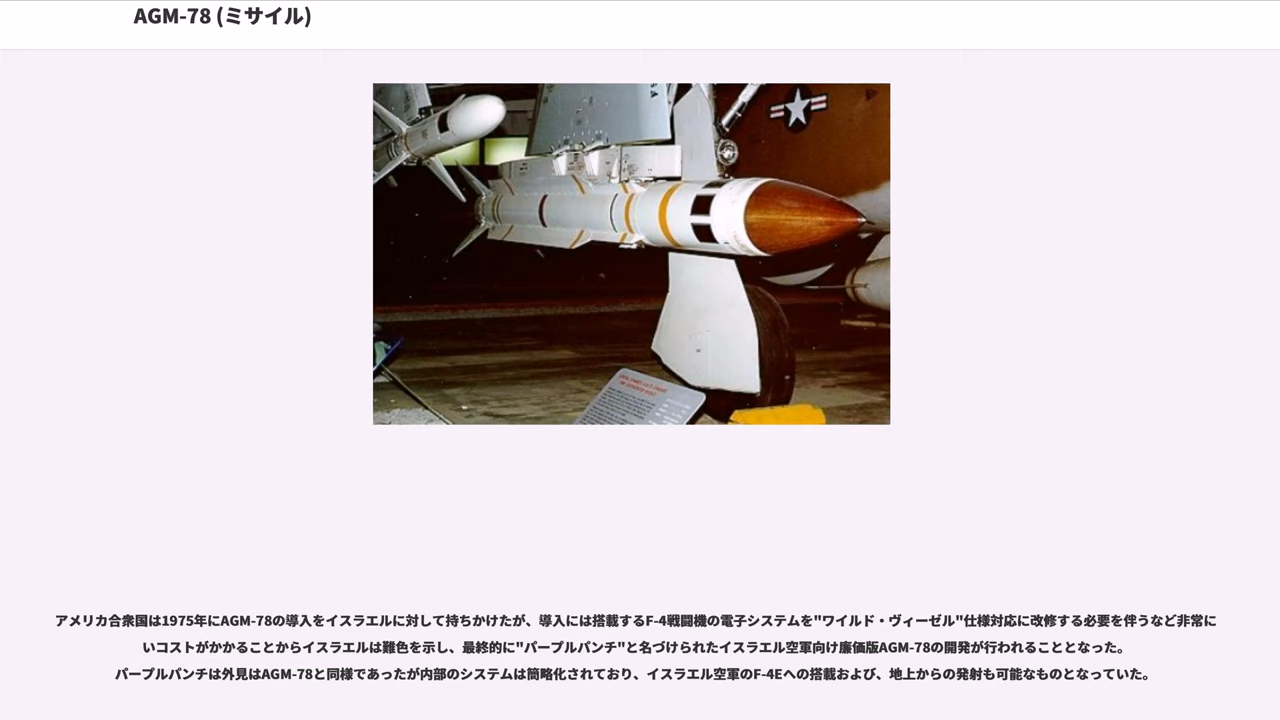 AGM-78 (ミサイル)
アメリカ合衆国は1975年にAGM-78の導入をイスラエルに対して持ちかけたが、導入には搭載するF-4戦闘機の電子システムを"ワイルド・ヴィーゼル"仕様対応に改修する必要を伴うなど非常に
いコストがかかることからイスラエルは難色を示し、最終的に"パープルパンチ"と名づけられたイスラエル空軍向け廉価版AGM-78の開発が行われることとなった。
パープルパンチは外見はAGM-78と同様であったが内部のシステムは簡略化されており、イスラエル空軍のF-4Eへの搭載および、地上からの発射も可能なものとなっていた。